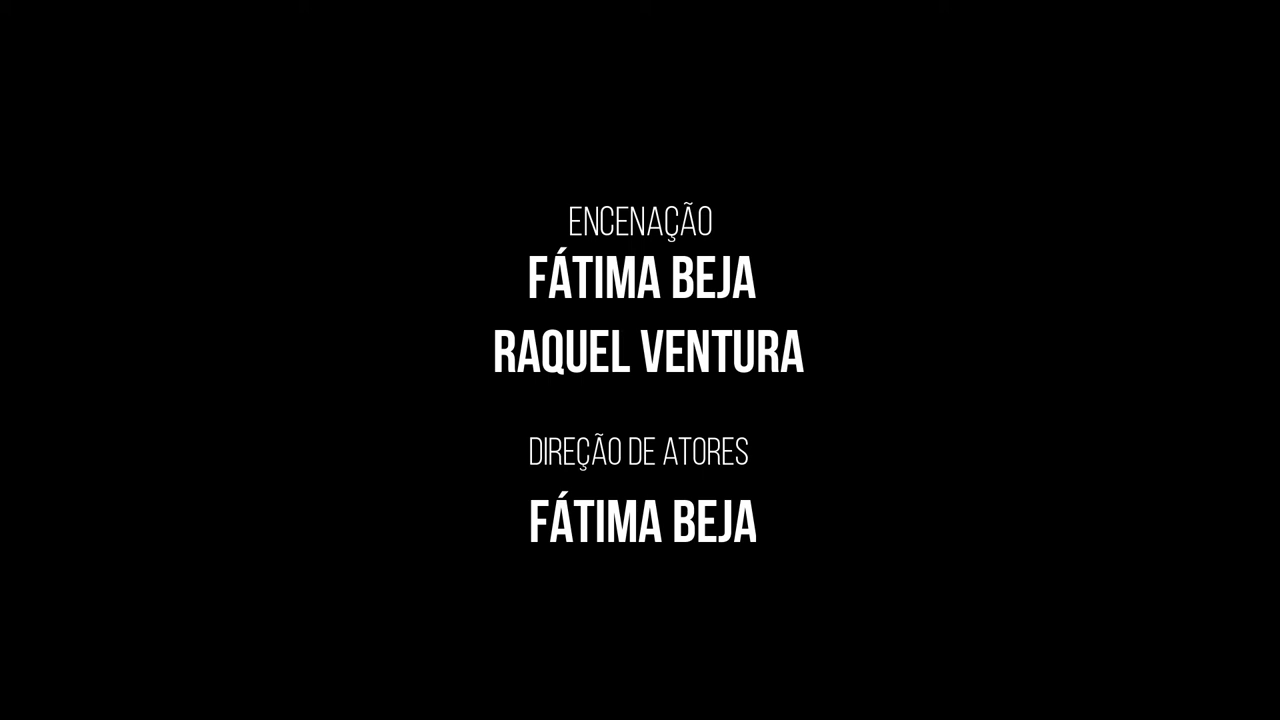 ENCENAÇÃO
FÁTIMA BEJA
RAQUEL VENTURA
DIREÇÃO DE ATORES
FÁTIMA BEJA